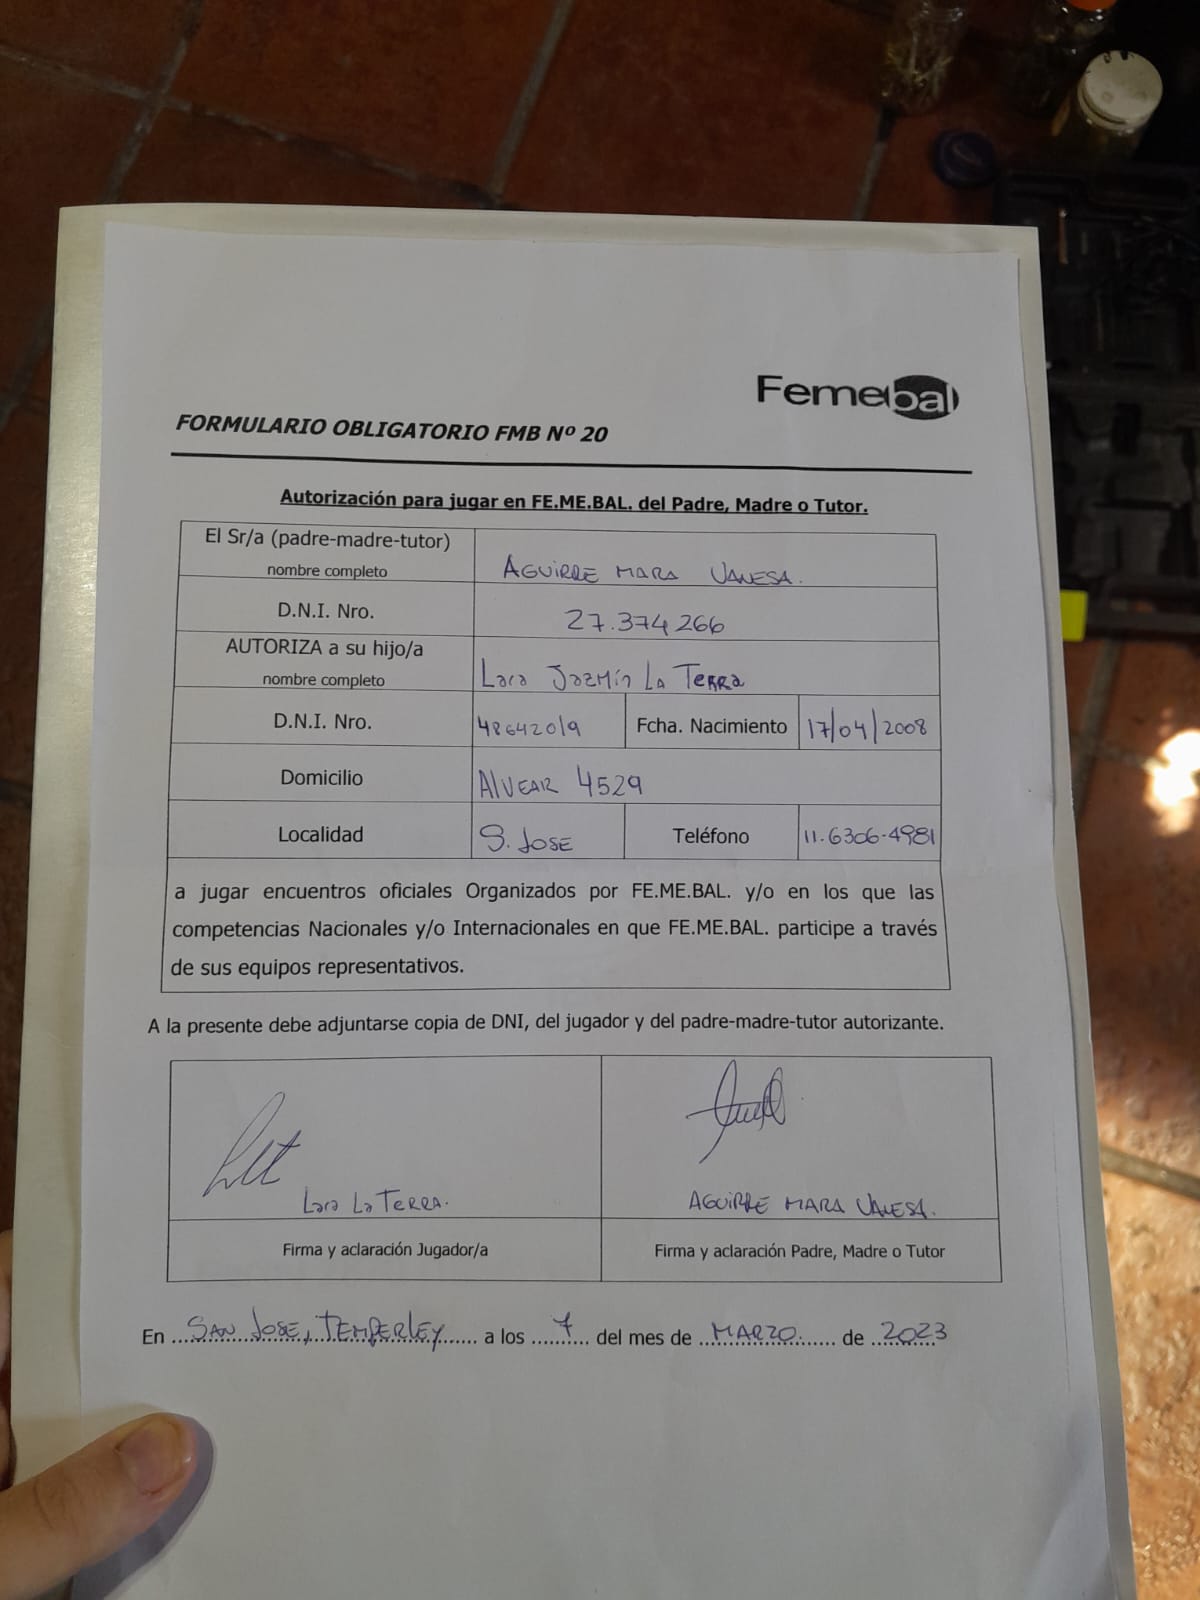 Femebal
FORMULARIO OBLIGATORIO FMB Nº 20
Autorización para jugar en FE.ME.BAL. del Padre, Madre o Tutor.
El Sr/a (padre-madre-tutor)
nombre completo
AGUIRRE MARA VANESA.
D.N.I. Nro.
27.374266
AUTORIZA a su hijo/a
nombre completo
Lara Jazmín La Terra
D.N.I. Nro.
48642019
Fcha. Nacimiento
17/04/2008
Domicilio
Alvear 4529
Localidad
S. José
Teléfono
11.6306-4981
a jugar encuentros oficiales Organizados por FE.ME.BAL. y/o en los que las
competencias Nacionales y/o Internacionales en que FE.ME.BAL. participe a través
de sus equipos representativos.
A la presente debe adjuntarse copia de DNI, del jugador y del padre-madre-tutor autorizante.
Lara La Terra.
AGUIRRE MARA VANESA.
Firma y aclaración Jugador/a
Firma y aclaración Padre, Madre o Tutor
En SAN JOSE, TEMPERLEY a los 7 del mes de MARZO de 2023